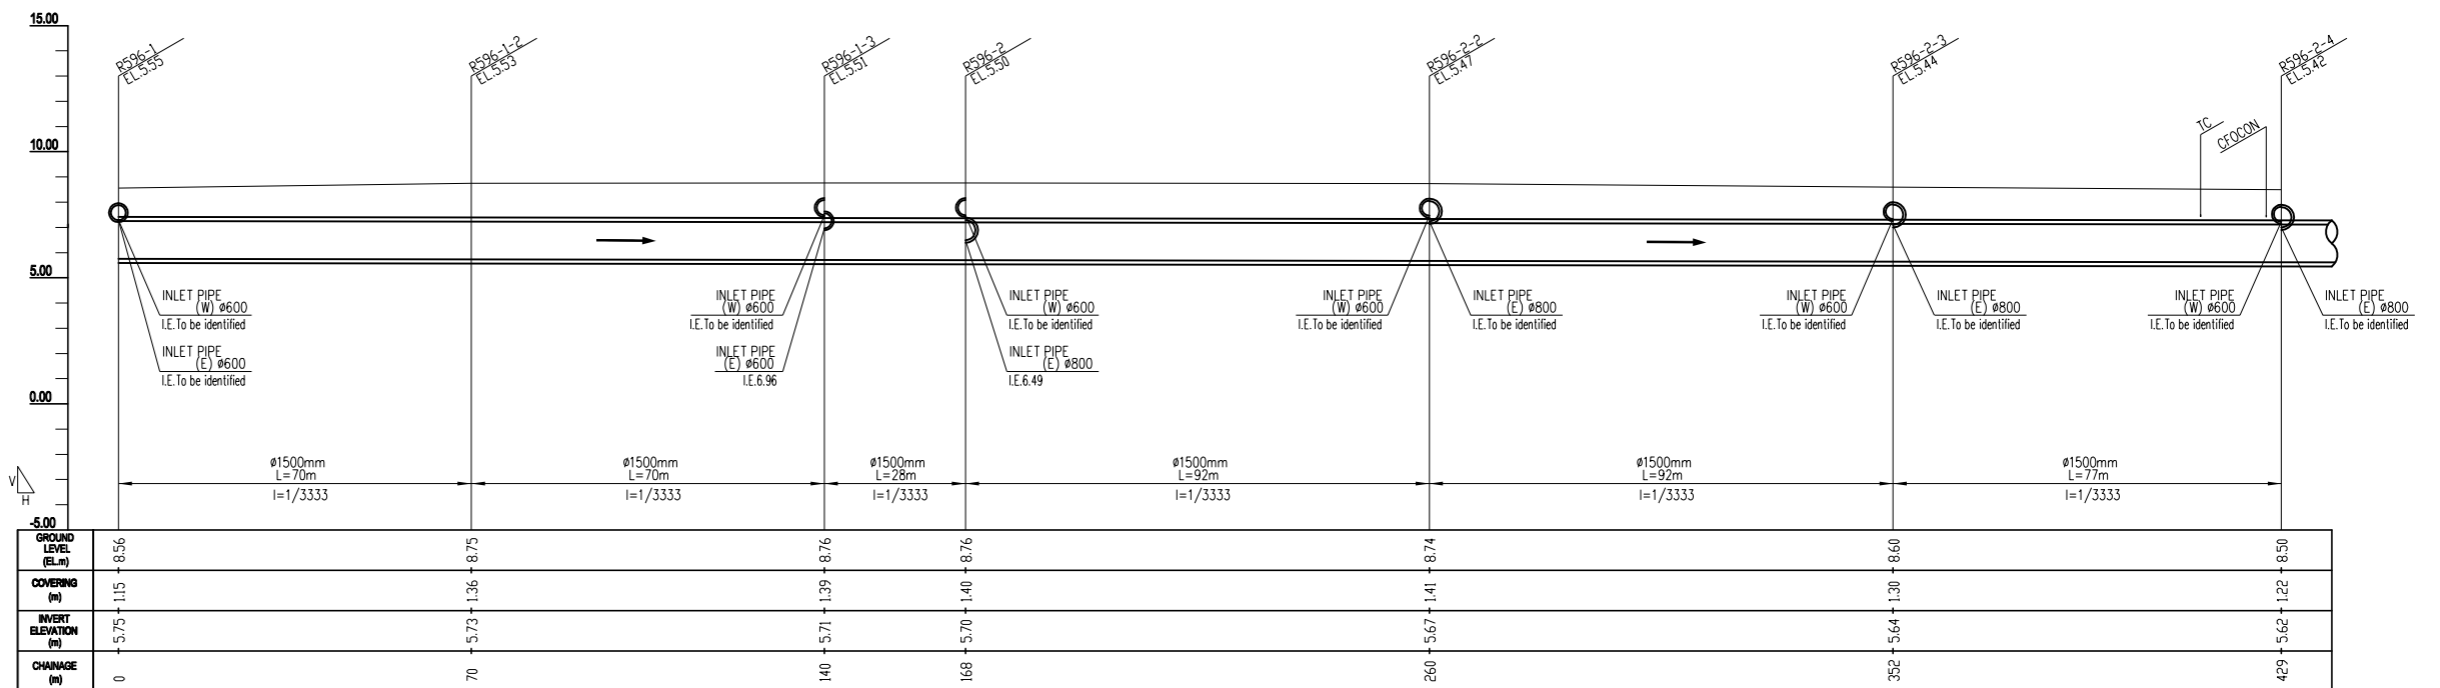 15.00
10.00
5.00
0.00
-5.00
R596-1
EL.5.55
R596-1-2
EL.5.53
R596-1-3
EL.5.51
R596-2
EL.5.50
R596-2-2
EL.5.47
R596-2-3
EL.5.44
R596-2-4
EL.5.42
TC
CFOCON
INLET PIPE
(W) ø600
I.E.To be identified
INLET PIPE
(E) ø600
I.E.To be identified
INLET PIPE
(W) ø600
I.E.To be identified
INLET PIPE
(E) ø600
I.E.6.96
INLET PIPE
(W) ø600
I.E.To be identified
INLET PIPE
(E) ø800
I.E.6.49
INLET PIPE
(W) ø600
I.E.To be identified
INLET PIPE
(E) ø800
I.E.To be identified
INLET PIPE
(W) ø600
I.E.To be identified
INLET PIPE
(E) ø800
I.E.To be identified
INLET PIPE
(W) ø600
I.E.To be identified
INLET PIPE
(E) ø800
I.E.To be identified
V
H
ø1500mm
L=70m
I=1/3333
ø1500mm
L=70m
I=1/3333
ø1500mm
L=28m
I=1/3333
ø1500mm
L=92m
I=1/3333
ø1500mm
L=92m
I=1/3333
ø1500mm
L=77m
I=1/3333
GROUND
LEVEL
(EL.m)
8.56 8.75 8.76 8.76 8.74 8.60 8.50
COVERING
(m)
1.15 1.36 1.39 1.40 1.41 1.30 1.22
INVERT
ELEVATION
(m)
5.75 5.73 5.71 5.70 5.67 5.64 5.62
CHAINAGE
(m)
0 70 140 168 260 352 429